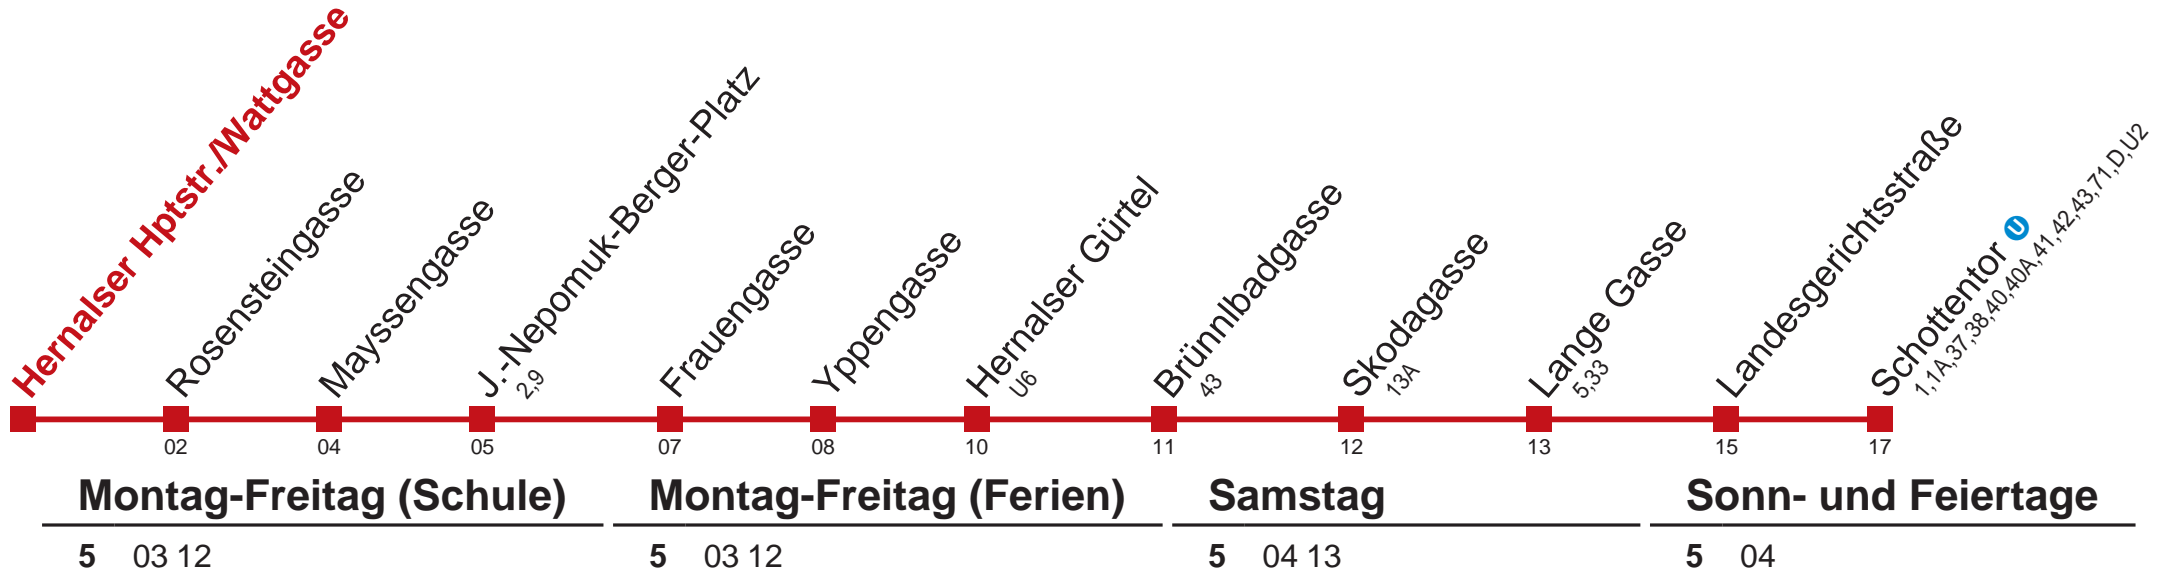 Hernalser Hptstr./Wattgasse
Rosensteingasse
Mayssengasse
J.-Nepomuk-Berger-Platz
2,9
Frauengasse
Yppengasse
Hernalser Gürtel
U6
Brünnlbadgasse
43
Skodagasse
13A
Lange Gasse
5,33
Landesgerichtsstraße
Schottentor U
1,1A,37,38,40,40A,41,42,43,71,D,U2
02 04 05 07 08 10 11 12 13 15 17
Montag-Freitag (Schule) Montag-Freitag (Ferien) Samstag Sonn- und Feiertage
5 03 12 5 03 12 5 04 13 5 04